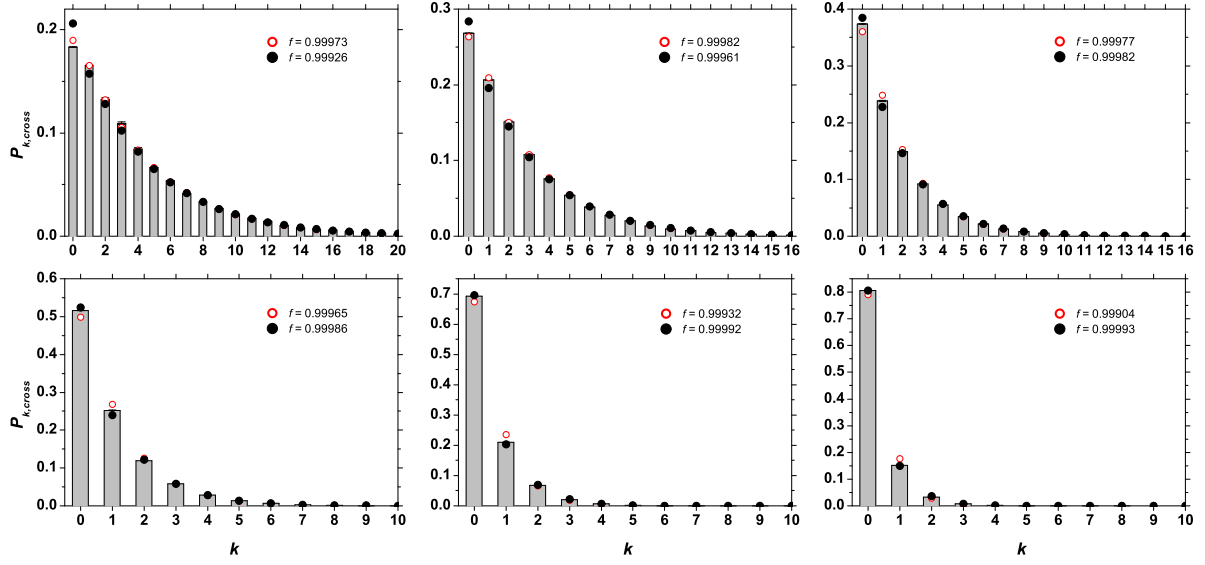 0.2
0.1
0.0
P_{k,cross}
f = 0.99973
f = 0.99926
0 2 4 6 8 10 12 14 16 18 20
0.3
0.2
0.1
0.0
f = 0.99982
f = 0.99961
0 1 2 3 4 5 6 7 8 9 10 11 12 13 14 15 16
0.4
0.3
0.2
0.1
0.0
f = 0.99977
f = 0.99982
0 1 2 3 4 5 6 7 8 9 10 11 12 13 14 15 16
0.6
0.5
0.4
0.3
0.2
0.1
0.0
P_{k,cross}
f = 0.99965
f = 0.99986
0 1 2 3 4 5 6 7 8 9 10
k
0.7
0.6
0.5
0.4
0.3
0.2
0.1
0.0
f = 0.99932
f = 0.99992
0 1 2 3 4 5 6 7 8 9 10
k
0.8
0.7
0.6
0.5
0.4
0.3
0.2
0.1
0.0
f = 0.99904
f = 0.99993
0 1 2 3 4 5 6 7 8 9 10
k